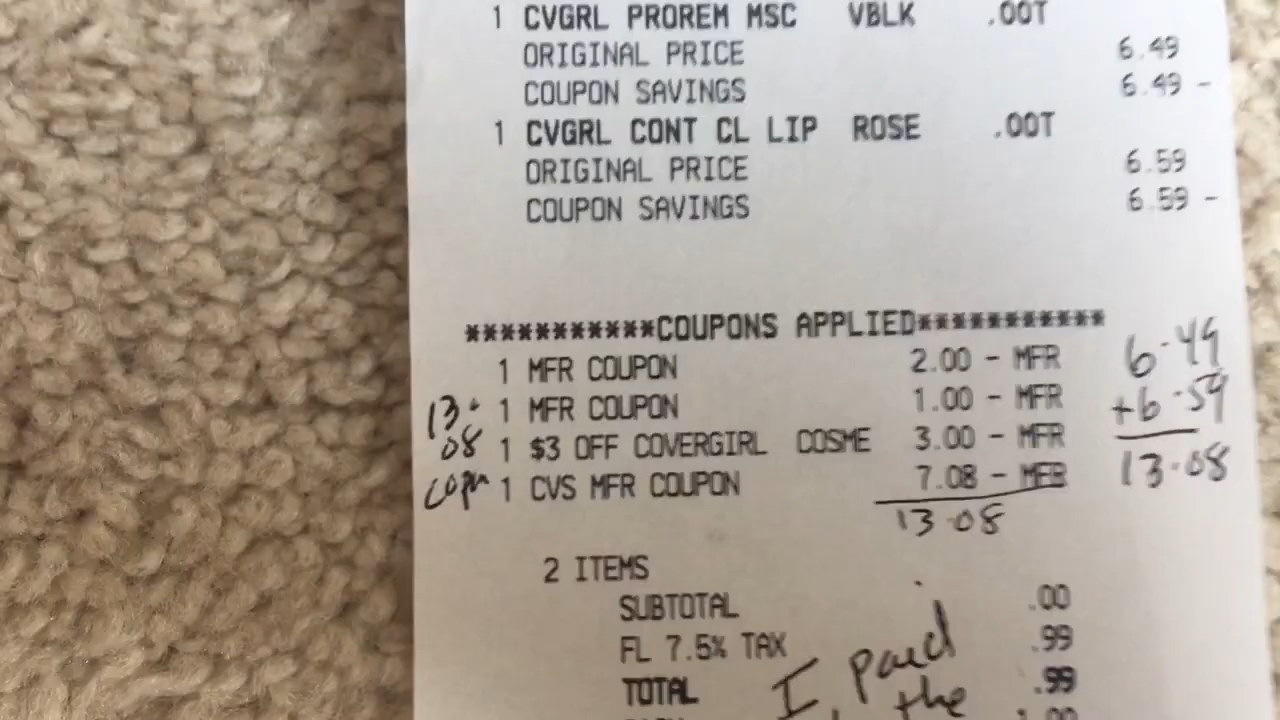 1 CVGRL PROREM MSC VBLK .00T
ORIGINAL PRICE 6.49
COUPON SAVINGS 6.49 -
1 CVGRL CONT CL LIP ROSE .00T
ORIGINAL PRICE 6.59
COUPON SAVINGS 6.59 -
***********COUPONS APPLIED***********
1 MFR COUPON 2.00 - MFR 6.49
13. 1 MFR COUPON 1.00 - MFR +6.59
08 1 $3 OFF COVERGIRL COSME 3.00 - MFR
1 CVS MFR COUPON 7.08 - MFR 13.08
13.08
2 ITEMS
SUBTOTAL .00
FL 7.5% TAX .99
TOTAL .99
I paid
the
1.00